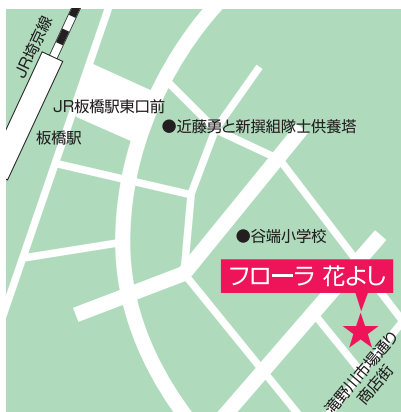 JR埼京線
JR板橋駅東口前
板橋駅
●近藤勇と新撰組隊士供養塔
●谷端小学校
フローラ 花よし
滝野川市場通り
商店街